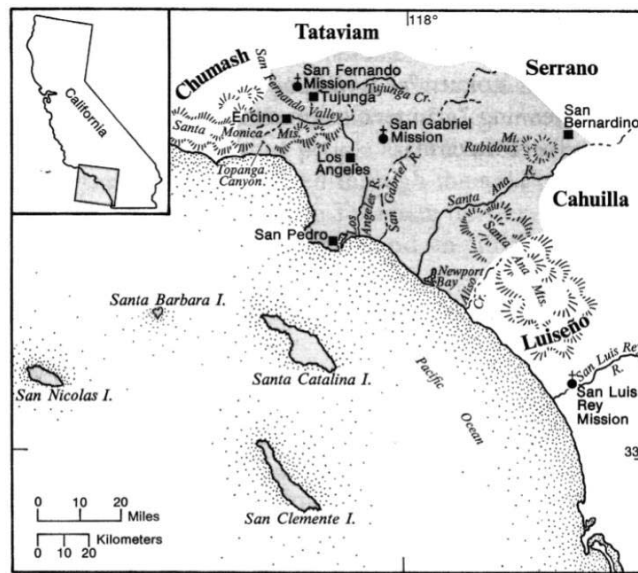 118°
Tataviam
Chumash
Serrano
California
San Fernando
Mission
Tujunga
Tujunga Cr.
San Fernando Valley
Encino
Santa
Monica
Mts.
Topanga
Canyon
San Gabriel
Mission
Los
Angeles
San
Bernardino
Mt.
Rubidoux
Los
Angeles R.
San Gabriel R.
Santa Ana R.
Cahuilla
San Pedro
Santa
Ana
Mts.
Newport
Bay
Aliso
Cr.
Luiseño
Santa Barbara I.
Santa Catalina I.
San Nicolas I.
San Luis Rey
R.
San Luis
Rey
Mission
Pacific
Ocean
33
San Clemente I.
0 10 20
Miles
0 10 20
Kilometers